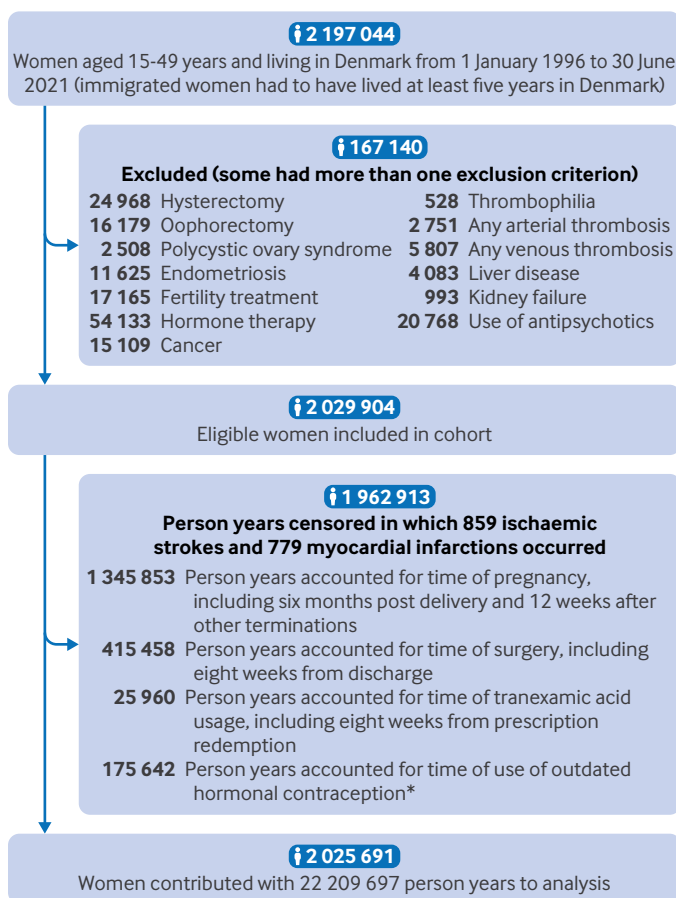 2 197 044
Women aged 15-49 years and living in Denmark from 1 January 1996 to 30 June
2021 (immigrated women had to have lived at least five years in Denmark)
167 140
Excluded (some had more than one exclusion criterion)
24 968 Hysterectomy
16 179 Oophorectomy
2 508 Polycystic ovary syndrome
11 625 Endometriosis
17 165 Fertility treatment
54 133 Hormone therapy
15 109 Cancer
528 Thrombophilia
2 751 Any arterial thrombosis
5 807 Any venous thrombosis
4 083 Liver disease
993 Kidney failure
20 768 Use of antipsychotics
2 029 904
Eligible women included in cohort
1 962 913
Person years censored in which 859 ischaemic
strokes and 779 myocardial infarctions occurred
1 345 853 Person years accounted for time of pregnancy,
including six months post delivery and 12 weeks after
other terminations
415 458 Person years accounted for time of surgery, including
eight weeks from discharge
25 960 Person years accounted for time of tranexamic acid
usage, including eight weeks from prescription
redemption
175 642 Person years accounted for time of use of outdated
hormonal contraception*
2 025 691
Women contributed with 22 209 697 person years to analysis